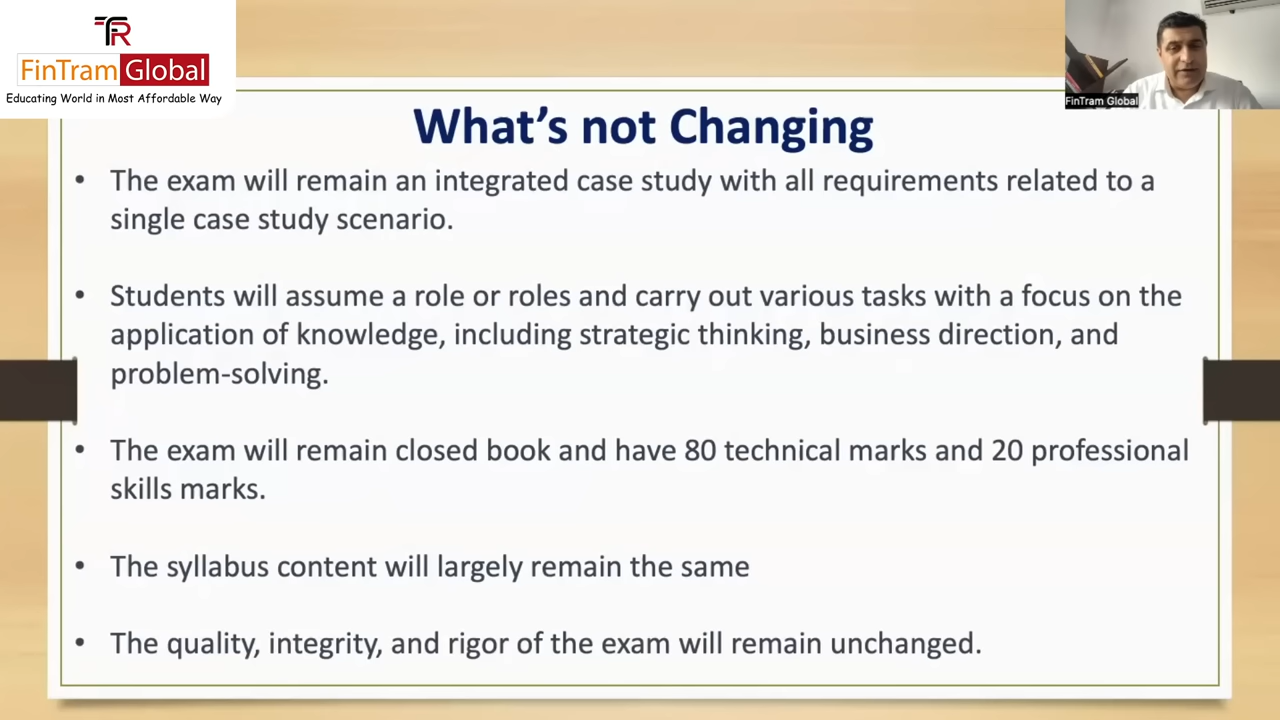 TR
FinTram Global
Educating World in Most Affordable Way
FinTram Global
What's not Changing
• The exam will remain an integrated case study with all requirements related to a
single case study scenario.
• Students will assume a role or roles and carry out various tasks with a focus on the
application of knowledge, including strategic thinking, business direction, and
problem-solving.
• The exam will remain closed book and have 80 technical marks and 20 professional
skills marks.
• The syllabus content will largely remain the same
• The quality, integrity, and rigor of the exam will remain unchanged.